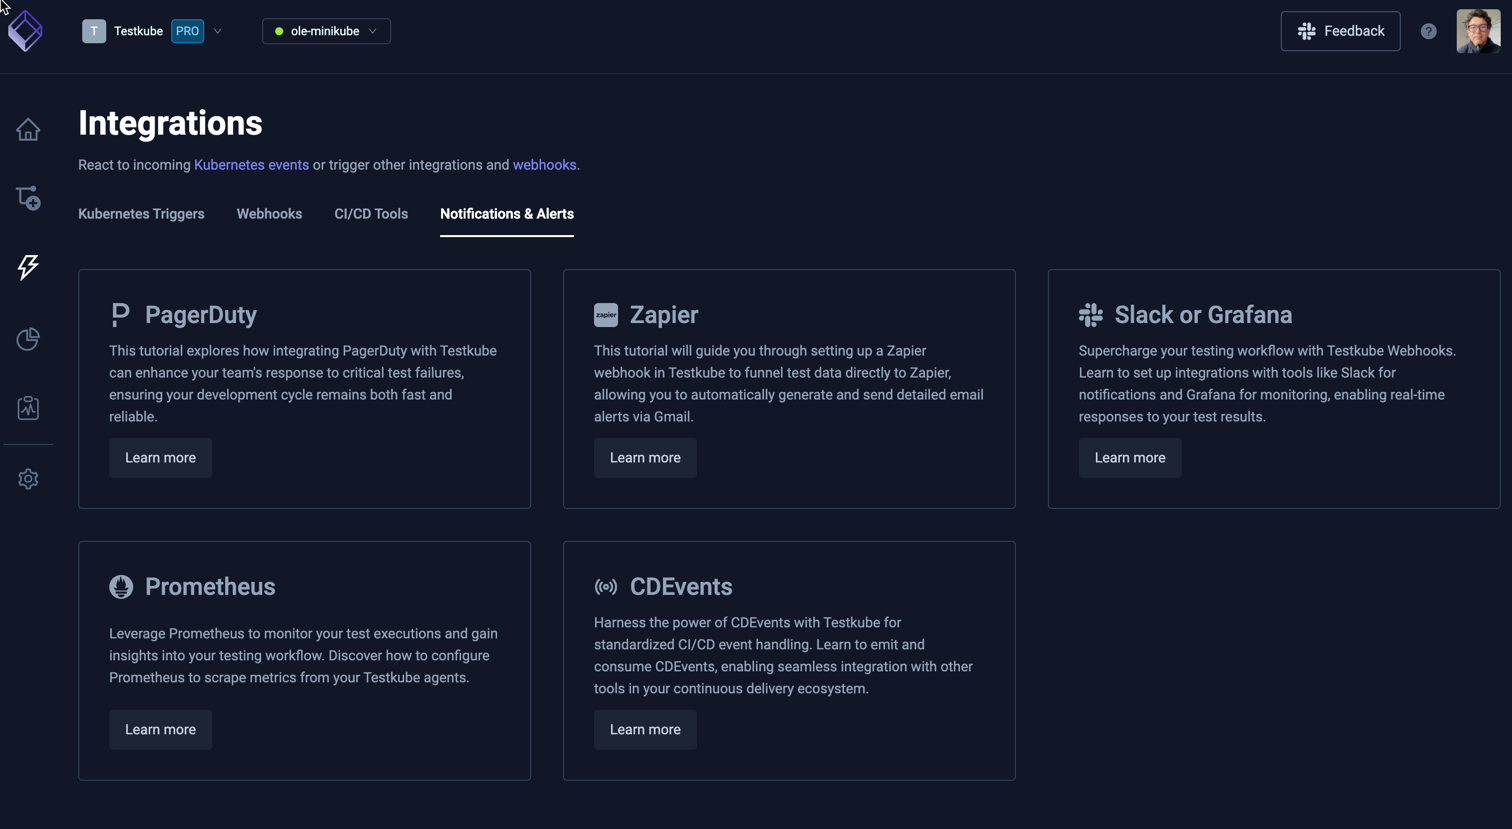 T Testkube PRO ole-minikube Feedback ?
Integrations
React to incoming Kubernetes events or trigger other integrations and webhooks.
Kubernetes Triggers Webhooks CI/CD Tools Notifications & Alerts
PagerDuty
This tutorial explores how integrating PagerDuty with Testkube
can enhance your team's response to critical test failures,
ensuring your development cycle remains both fast and
reliable.
Learn more
zapier Zapier
This tutorial will guide you through setting up a Zapier
webhook in Testkube to funnel test data directly to Zapier,
allowing you to automatically generate and send detailed email
alerts via Gmail.
Learn more
Slack or Grafana
Supercharge your testing workflow with Testkube Webhooks.
Learn to set up integrations with tools like Slack for
notifications and Grafana for monitoring, enabling real-time
responses to your test results.
Learn more
Prometheus
Leverage Prometheus to monitor your test executions and gain
insights into your testing workflow. Discover how to configure
Prometheus to scrape metrics from your Testkube agents.
Learn more
CDEvents
Harness the power of CDEvents with Testkube for
standardized CI/CD event handling. Learn to emit and
consume CDEvents, enabling seamless integration with other
tools in your continuous delivery ecosystem.
Learn more